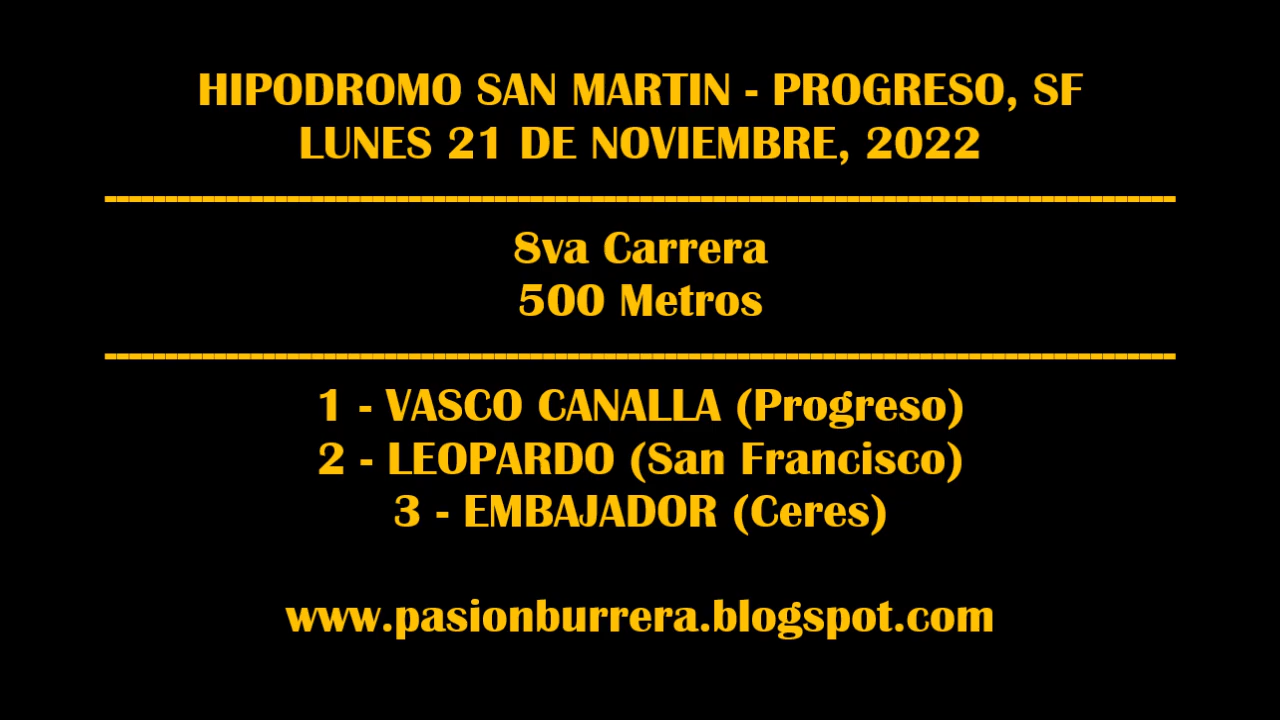 HIPODROMO SAN MARTIN - PROGRESO, SF
LUNES 21 DE NOVIEMBRE, 2022
----------------------------------------------------------------------------------------
8va Carrera
500 Metros
----------------------------------------------------------------------------------------
1 - VASCO CANALLA (Progreso)
2 - LEOPARDO (San Francisco)
3 - EMBAJADOR (Ceres)
www.pasionburrera.blogspot.com